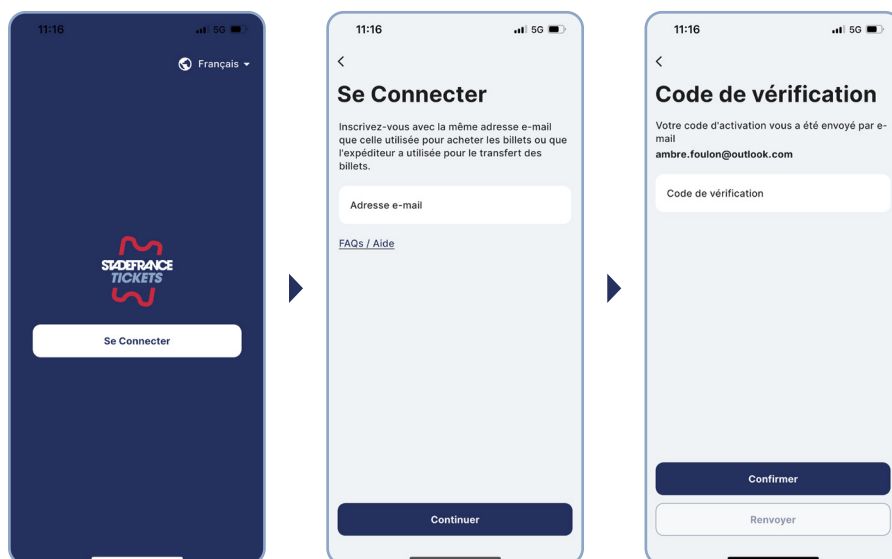 11:16
5G
Français
STADEFRANCE
TICKETS
Se Connecter
11:16
5G
Se Connecter
Inscrivez-vous avec la même adresse e-mail
que celle utilisée pour acheter les billets ou que
l'expéditeur a utilisée pour le transfert des
billets.
Adresse e-mail
FAQs / Aide
Continuer
11:16
5G
Code de vérification
Votre code d'activation vous a été envoyé par e-
mail
ambre.foulon@outlook.com
Code de vérification
Confirmer
Renvoyer